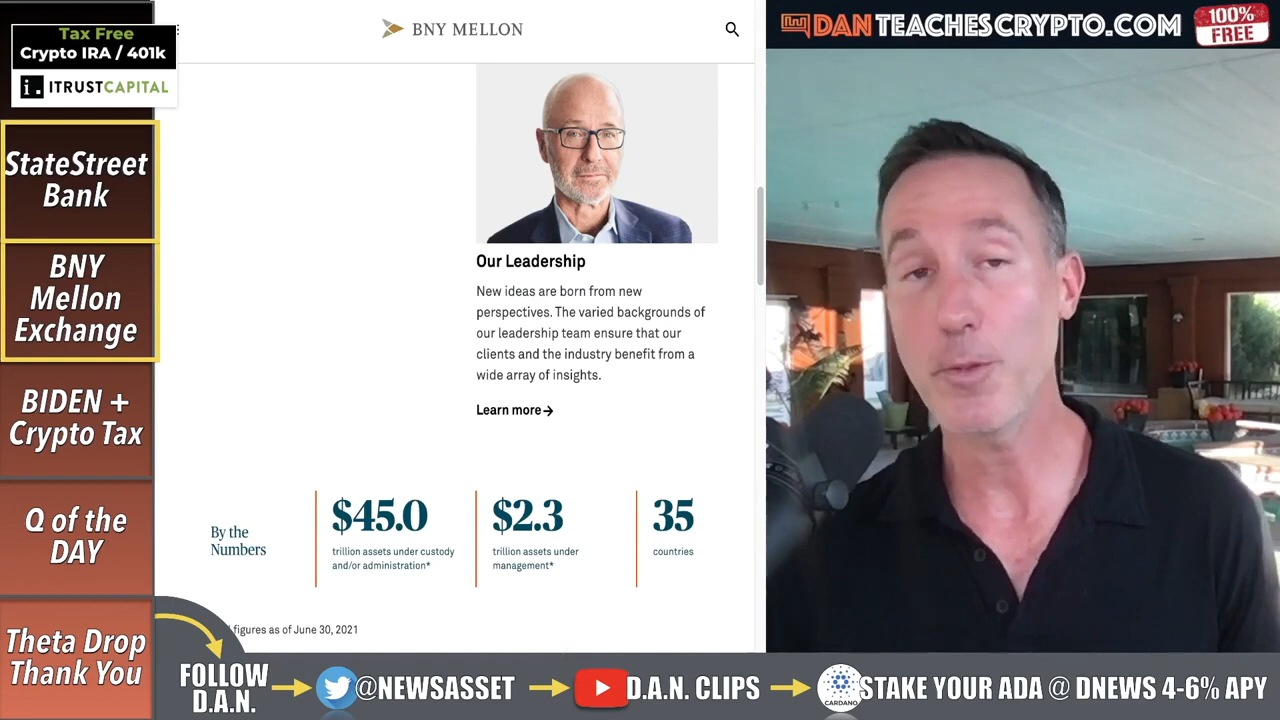 Tax Free
Crypto IRA / 401k
i.
ITRUSTCAPITAL
StateStreet
Bank
BNY
Mellon
Exchange
BIDEN +
Crypto Tax
Q of the
DAY
Theta Drop
Thank You
BNY MELLON
Our Leadership
New ideas are born from new
perspectives. The varied backgrounds of
our leadership team ensure that our
clients and the industry benefit from a
wide array of insights.
Learn more→
By the
Numbers
$45.0
trillion assets under custody
and/or administration*
$2.3
trillion assets under
management*
35
countries
figures as of June 30, 2021
DANTEACHESCRYPTO.COM
100%
FREE
FOLLOW
D.A.N.
@NEWSASSET
D.A.N. CLIPS
CARDANO
STAKE YOUR ADA @ DNEWS 4-6% APY